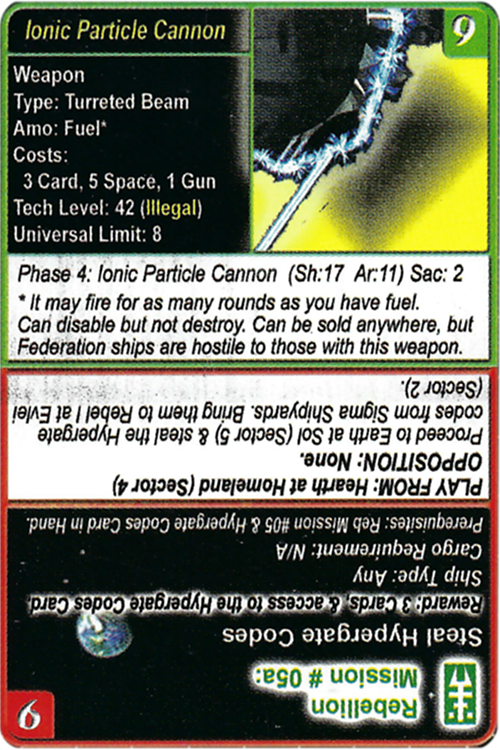 Ionic Particle Cannon
9
Weapon
Type: Turreted Beam
Amo: Fuel*
Costs:
3 Card, 5 Space, 1 Gun
Tech Level: 42 (Illegal)
Universal Limit: 8
Phase 4: Ionic Particle Cannon (Sh:17 Ar:11) Sac: 2
* It may fire for as many rounds as you have fuel.
Can disable but not destroy. Can be sold anywhere, but
Federation ships are hostile to those with this weapon.
Rebellion
Mission # 05a:
9
Steal Hypergate Codes
Reward: 3 Cards, & access to the Hypergate Codes Card
Ship Type: Any
Cargo Requirement: N/A
Prerequisites: Reb Mission #05 & Hypergate Codes Card in Hand.
PLAY FROM: Hearth at Homeland (Sector 4)
OPPOSITION: None.
Proceed to Earth at Sol (Sector 5) & steal the Hypergate
codes from Sigma Shipyards. Bring them to Rebel I at Evlei
(Sector 2).